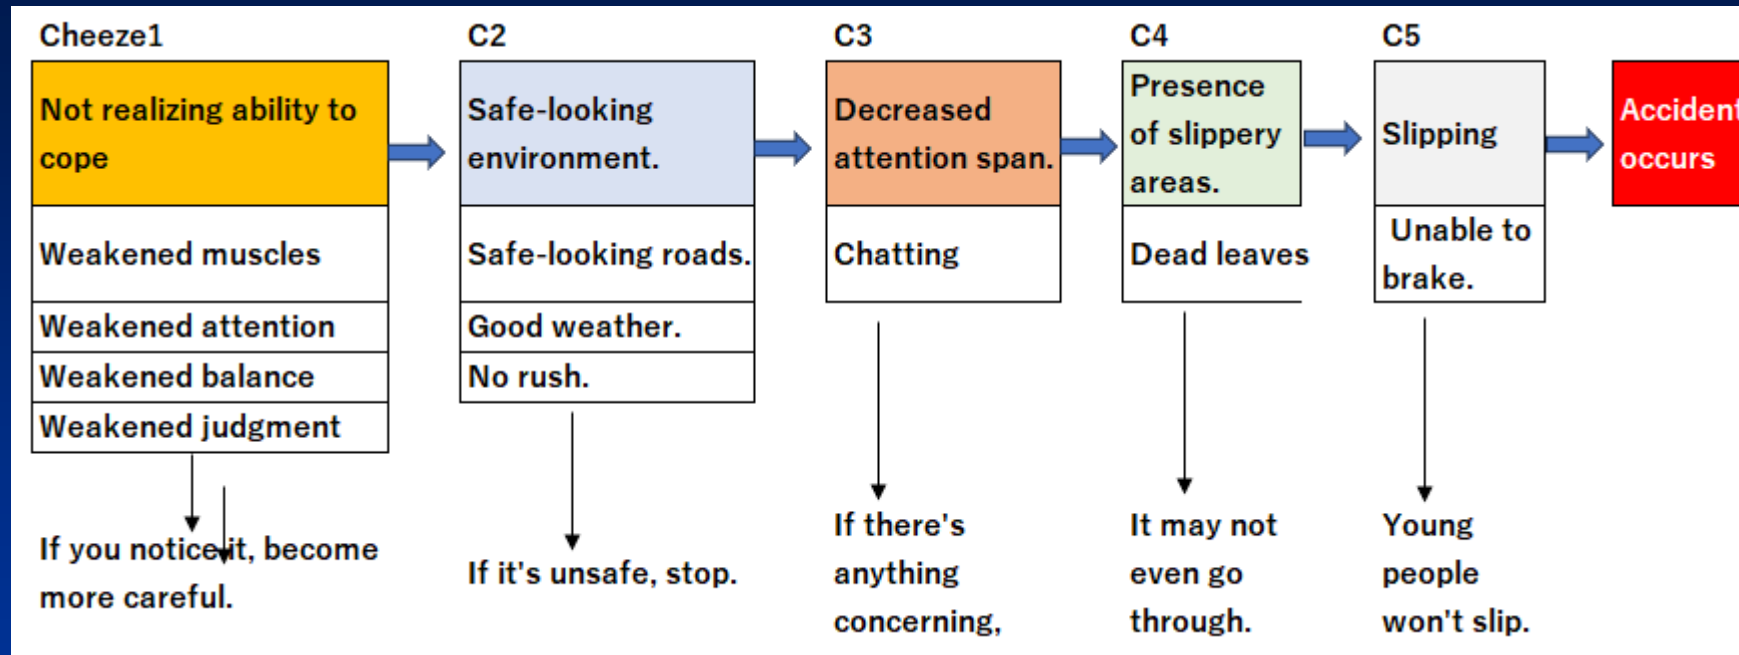 Cheeze1
Not realizing ability to
cope
Weakened muscles
Weakened attention
Weakened balance
Weakened judgment
If you notice it, become
more careful.
C2
Safe-looking
environment.
Safe-looking roads.
Good weather.
No rush.
If it's unsafe, stop.
C3
Decreased
attention span.
Chatting
If there's
anything
concerning,
C4
Presence
of slippery
areas.
Dead leaves
It may not
even go
through.
C5
Slipping
Unable to
brake.
Young
people
won't slip.
Accident
occurs